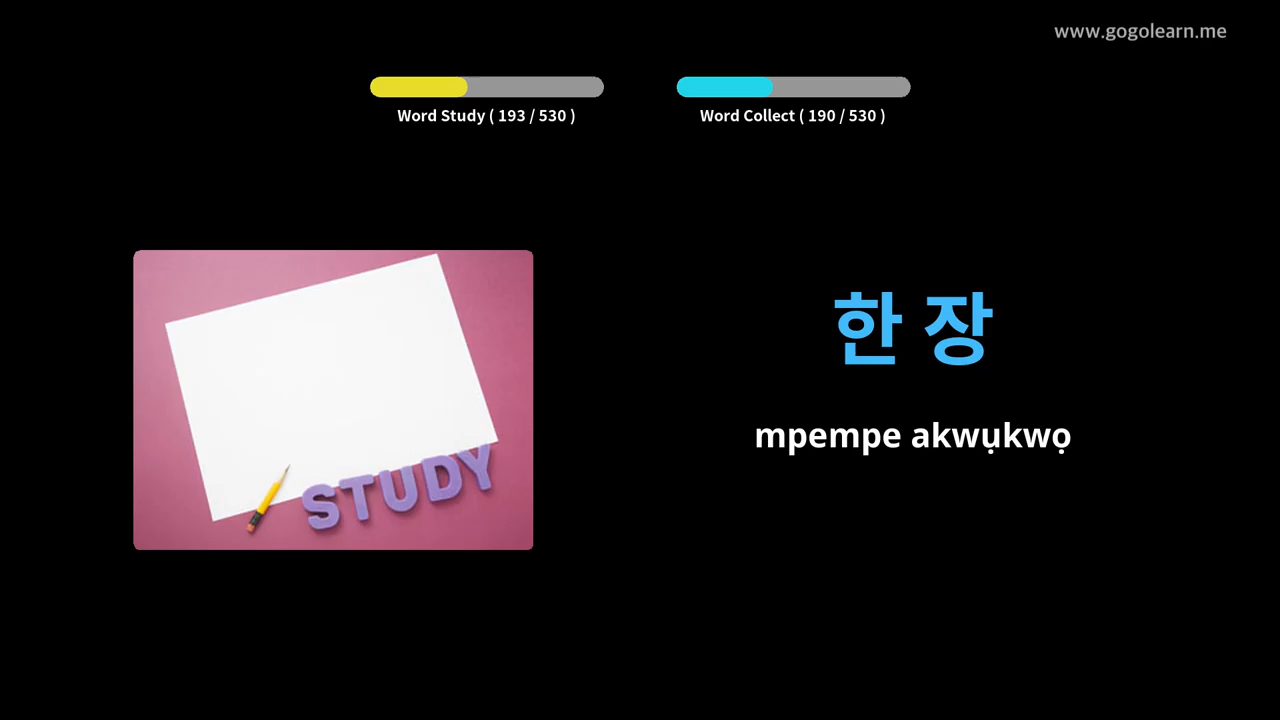 www.gogolearn.me
Word Study ( 193 / 530 )
Word Collect ( 190 / 530 )
한 장
mpempe akwụkwọ
STUDY